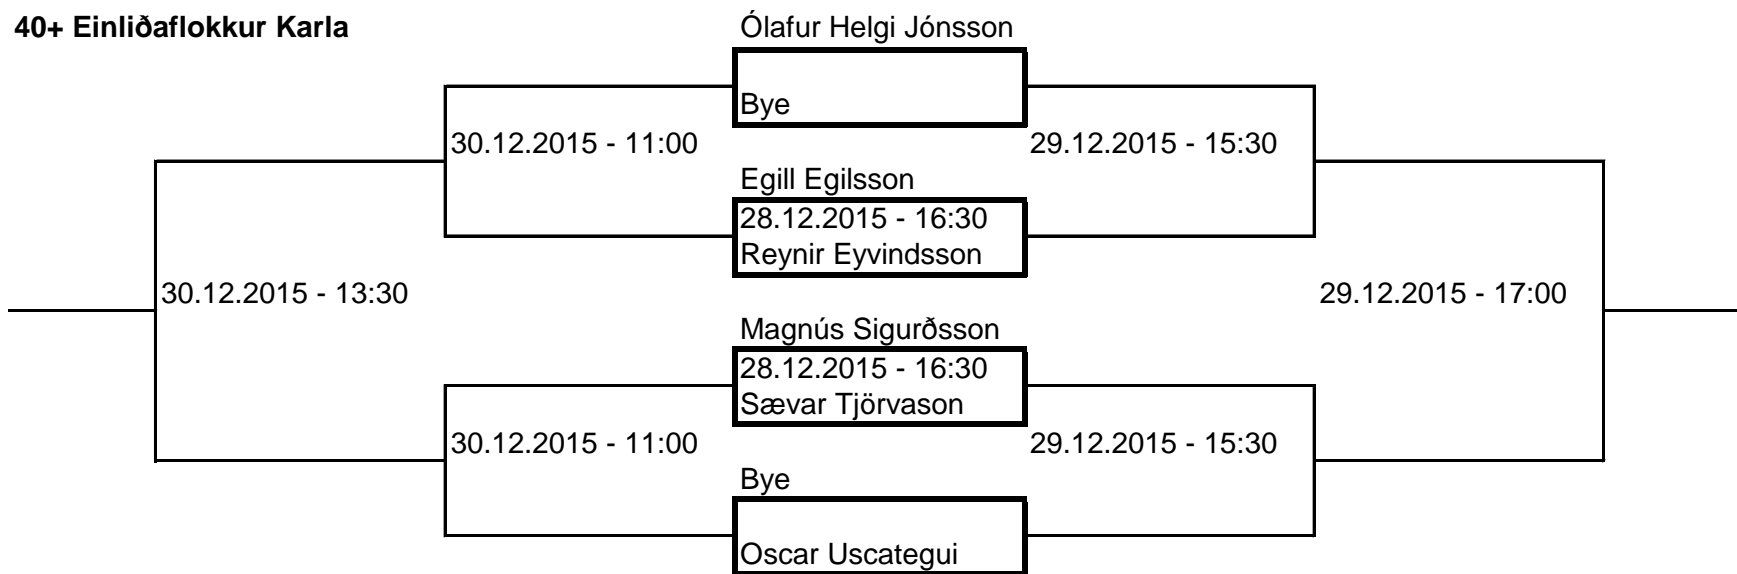 40+ Einliðaflokkur Karla
Ólafur Helgi Jónsson
Bye
30.12.2015 - 11:00
29.12.2015 - 15:30
Egill Egilsson
28.12.2015 - 16:30
Reynir Eyvindsson
30.12.2015 - 13:30
29.12.2015 - 17:00
Magnús Sigurðsson
28.12.2015 - 16:30
Sævar Tjörvason
30.12.2015 - 11:00
29.12.2015 - 15:30
Bye
Oscar Uscategui